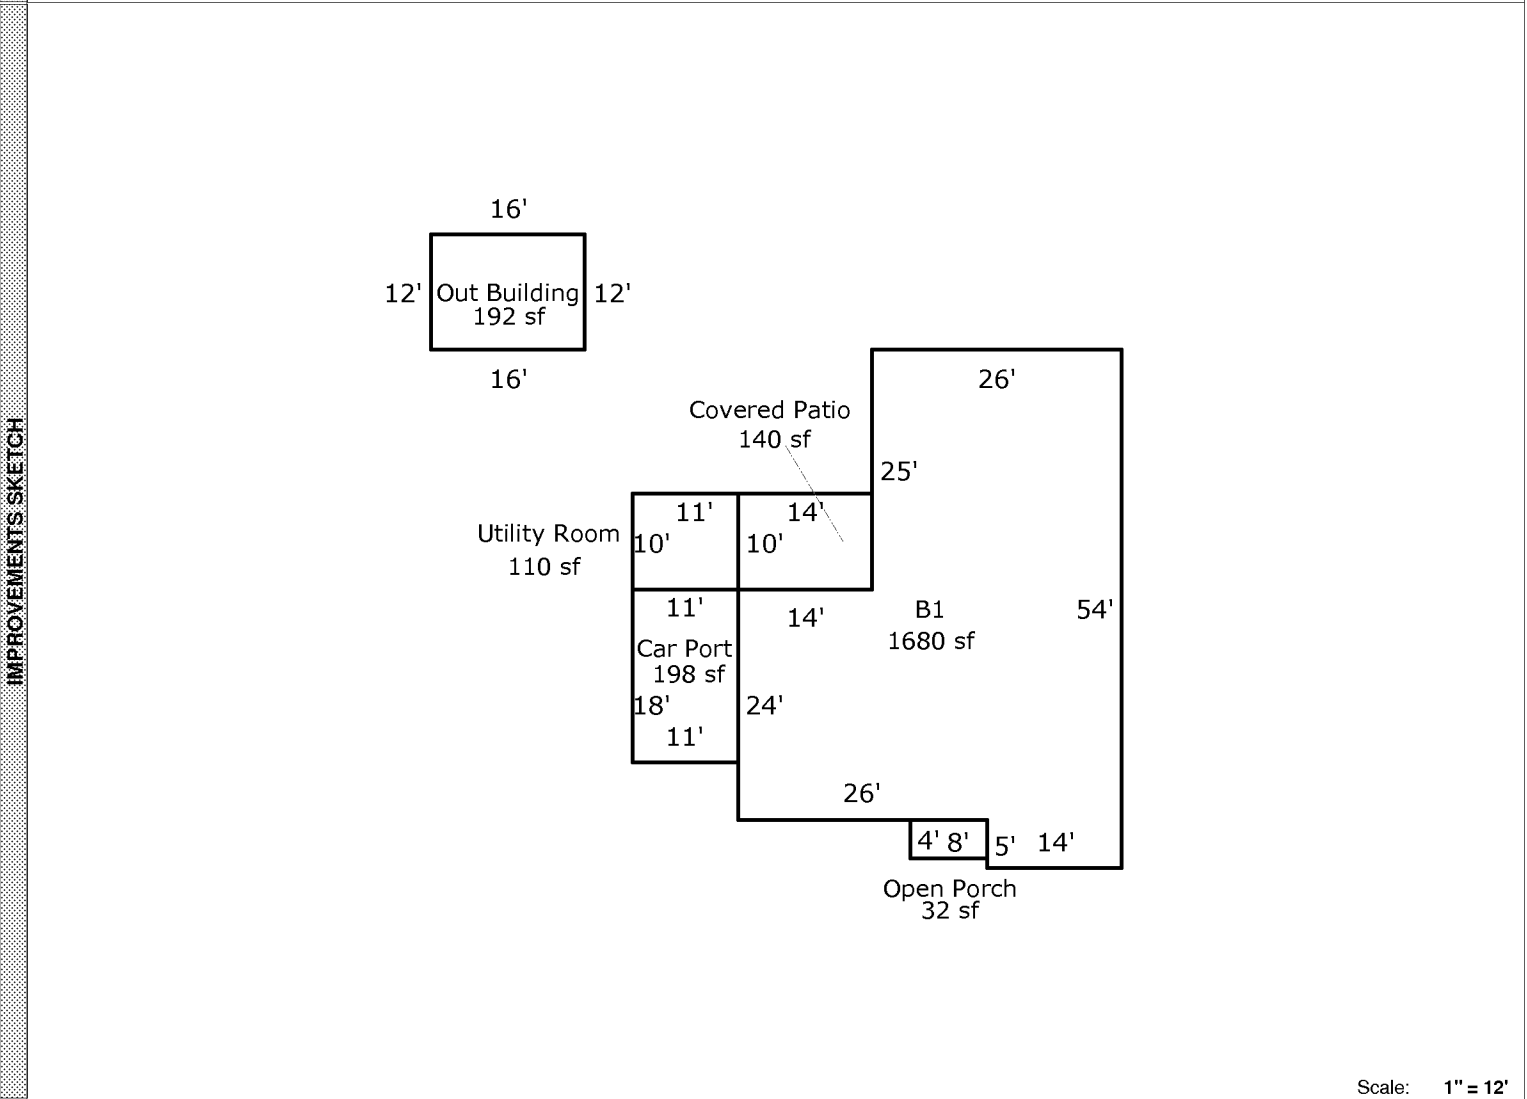 IMPROVEMENTS SKETCH
16'
12'
Out Building
192 sf
12'
16'
26'
Covered Patio
140 sf
25'
11'
14'
Utility Room
110 sf
10'
10'
11'
14'
B1
1680 sf
54'
Car Port
198 sf
18'
24'
11'
26'
4' 8'
5'
14'
Open Porch
32 sf
Scale: 1" = 12'